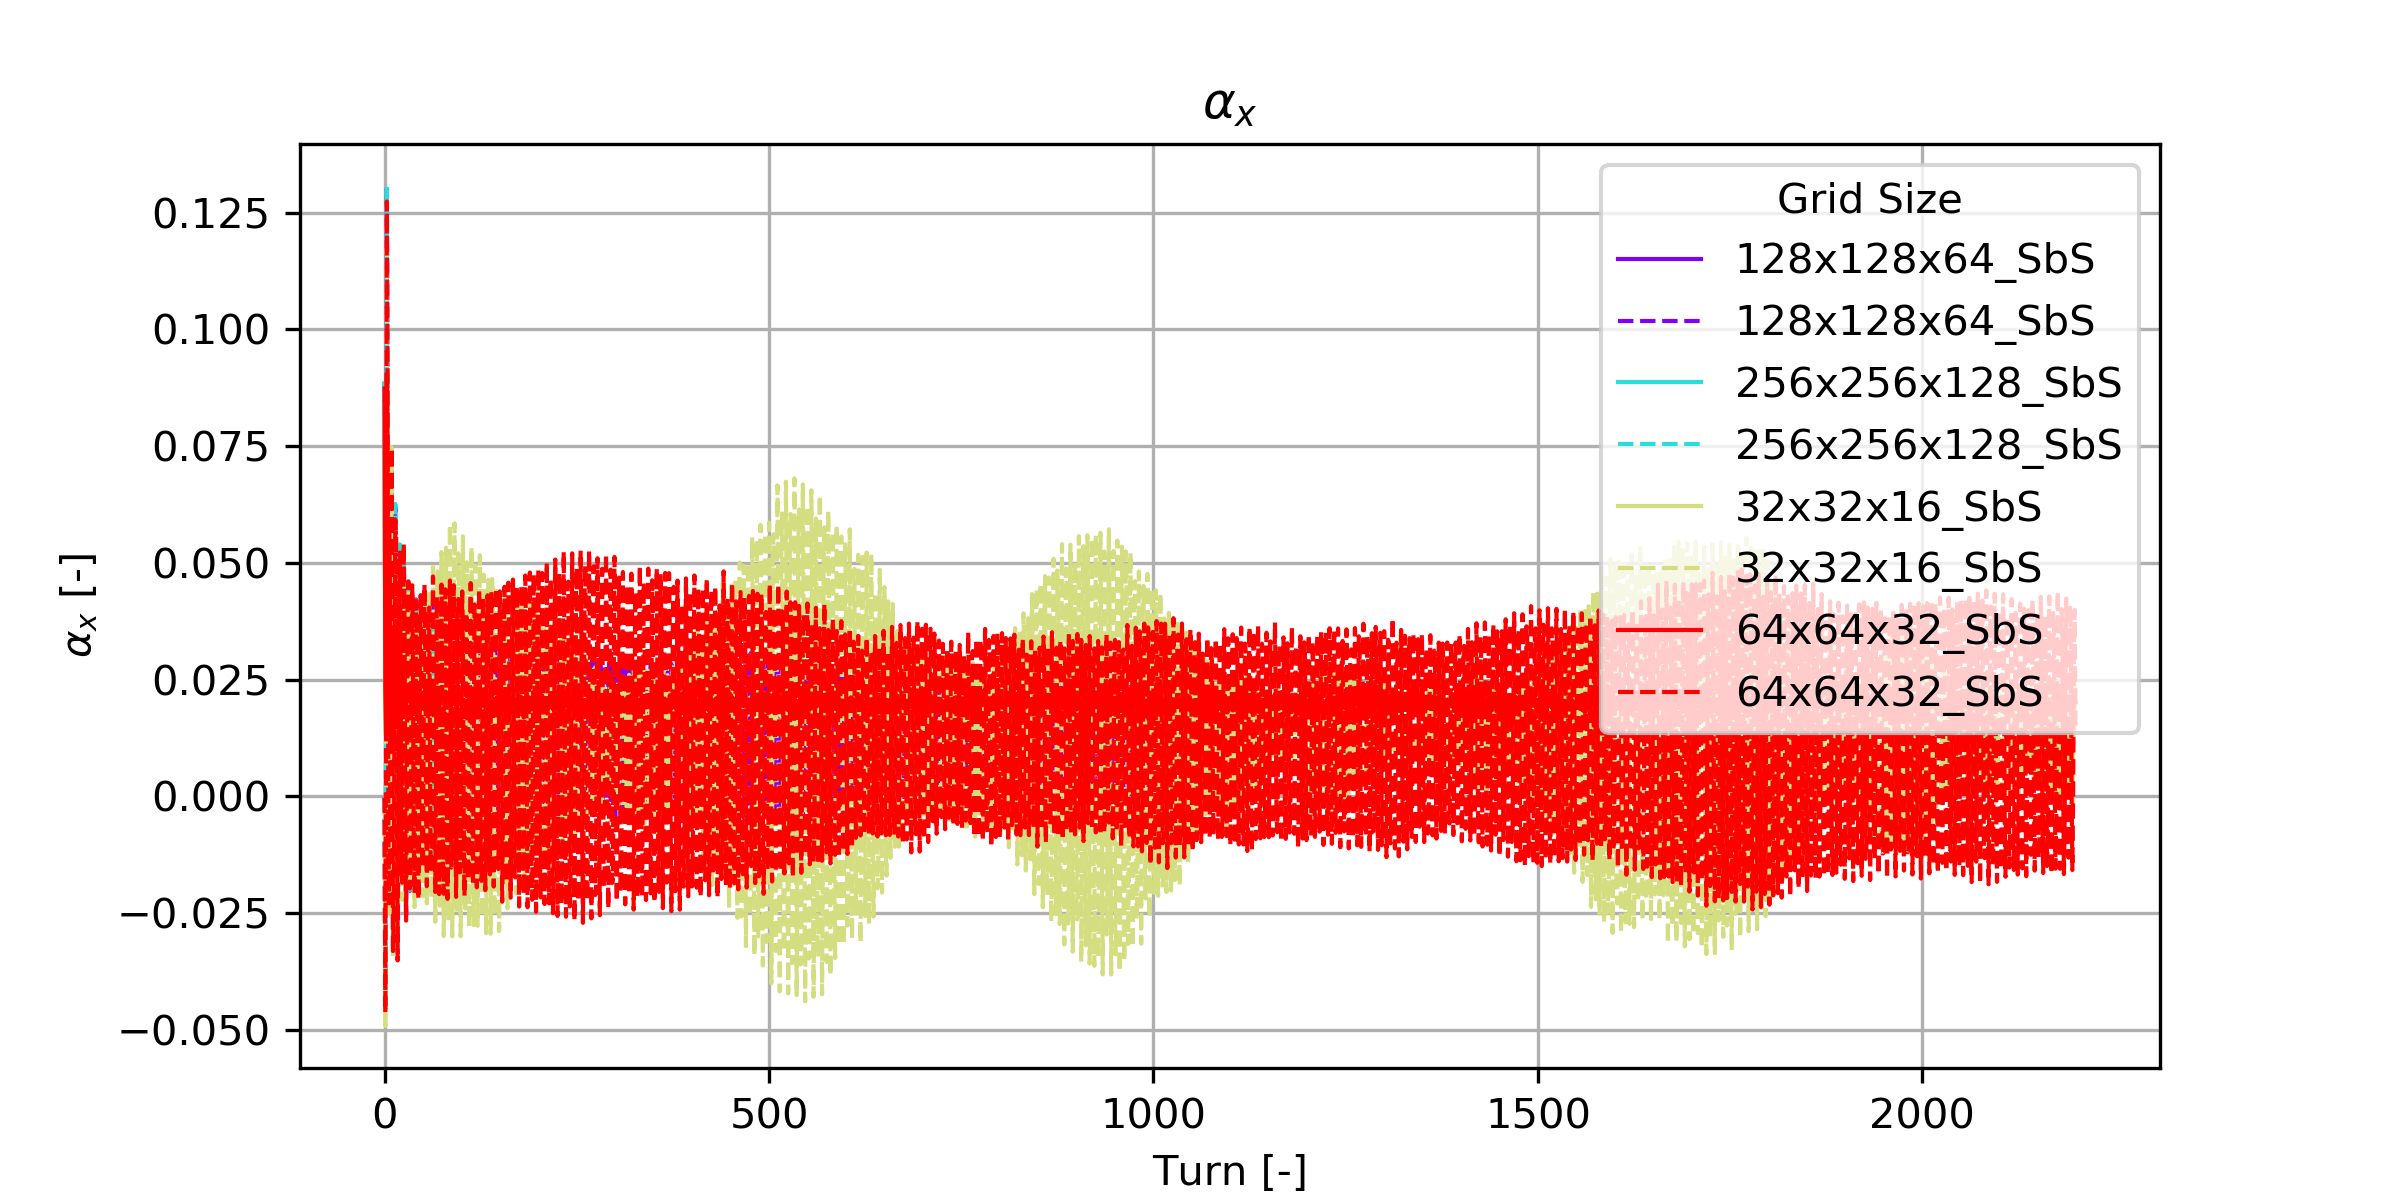 αx
0.125
0.100
0.075
0.050
0.025
0.000
−0.025
−0.050
αx [-]
0
500
1000
1500
2000
Turn [-]
Grid Size
128x128x64_SbS
128x128x64_SbS
256x256x128_SbS
256x256x128_SbS
32x32x16_SbS
32x32x16_SbS
64x64x32_SbS
64x64x32_SbS